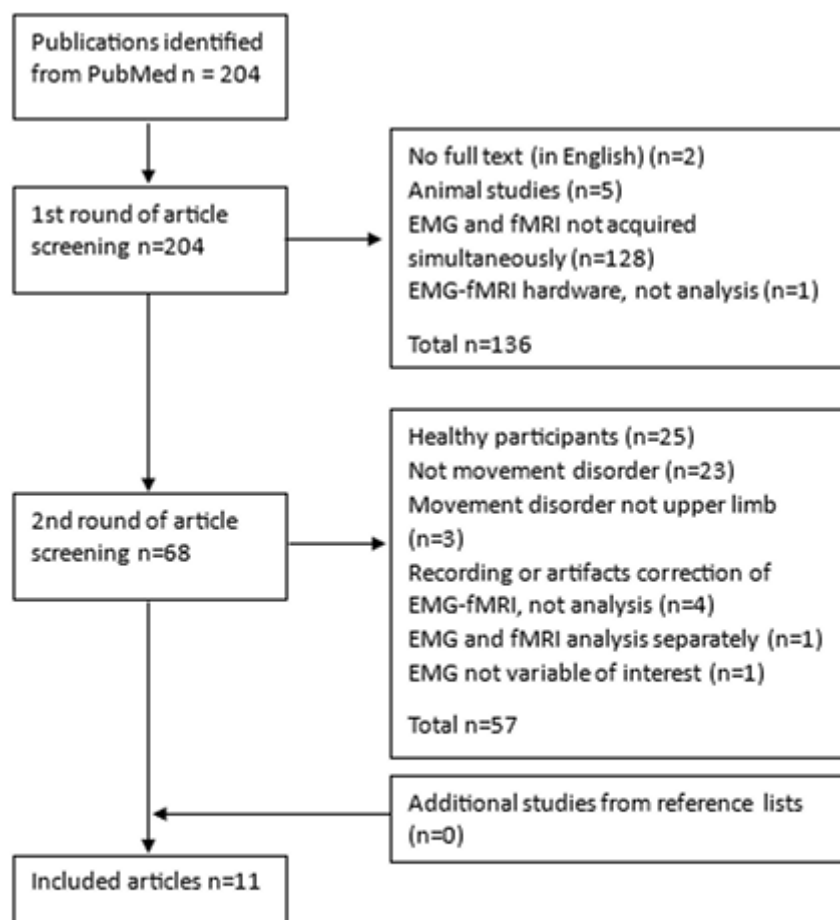 Publications identified
from PubMed n = 204
1st round of article
screening n=204
No full text (in English) (n=2)
Animal studies (n=5)
EMG and fMRI not acquired
simultaneously (n=128)
EMG-fMRI hardware, not analysis (n=1)
Total n=136
2nd round of article
screening n=68
Healthy participants (n=25)
Not movement disorder (n=23)
Movement disorder not upper limb
(n=3)
Recording or artifacts correction of
EMG-fMRI, not analysis (n=4)
EMG and fMRI analysis separately (n=1)
EMG not variable of interest (n=1)
Total n=57
Additional studies from reference lists
(n=0)
Included articles n=11